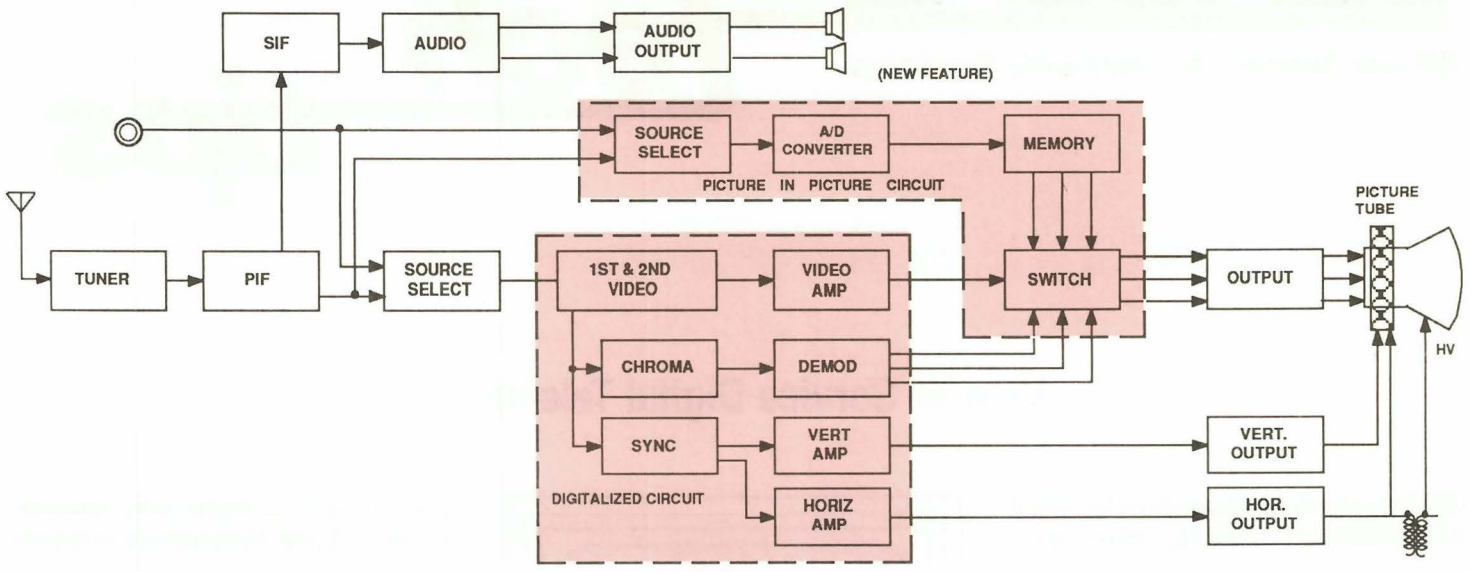 SIF
AUDIO
AUDIO
OUTPUT
(NEW FEATURE)
SOURCE
SELECT
A/D
CONVERTER
MEMORY
PICTURE IN PICTURE CIRCUIT
PICTURE
TUBE
TUNER
PIF
SOURCE
SELECT
1ST & 2ND
VIDEO
VIDEO
AMP
SWITCH
OUTPUT
HV
CHROMA
DEMOD
SYNC
VERT
AMP
VERT.
OUTPUT
DIGITALIZED CIRCUIT
HORIZ
AMP
HOR.
OUTPUT